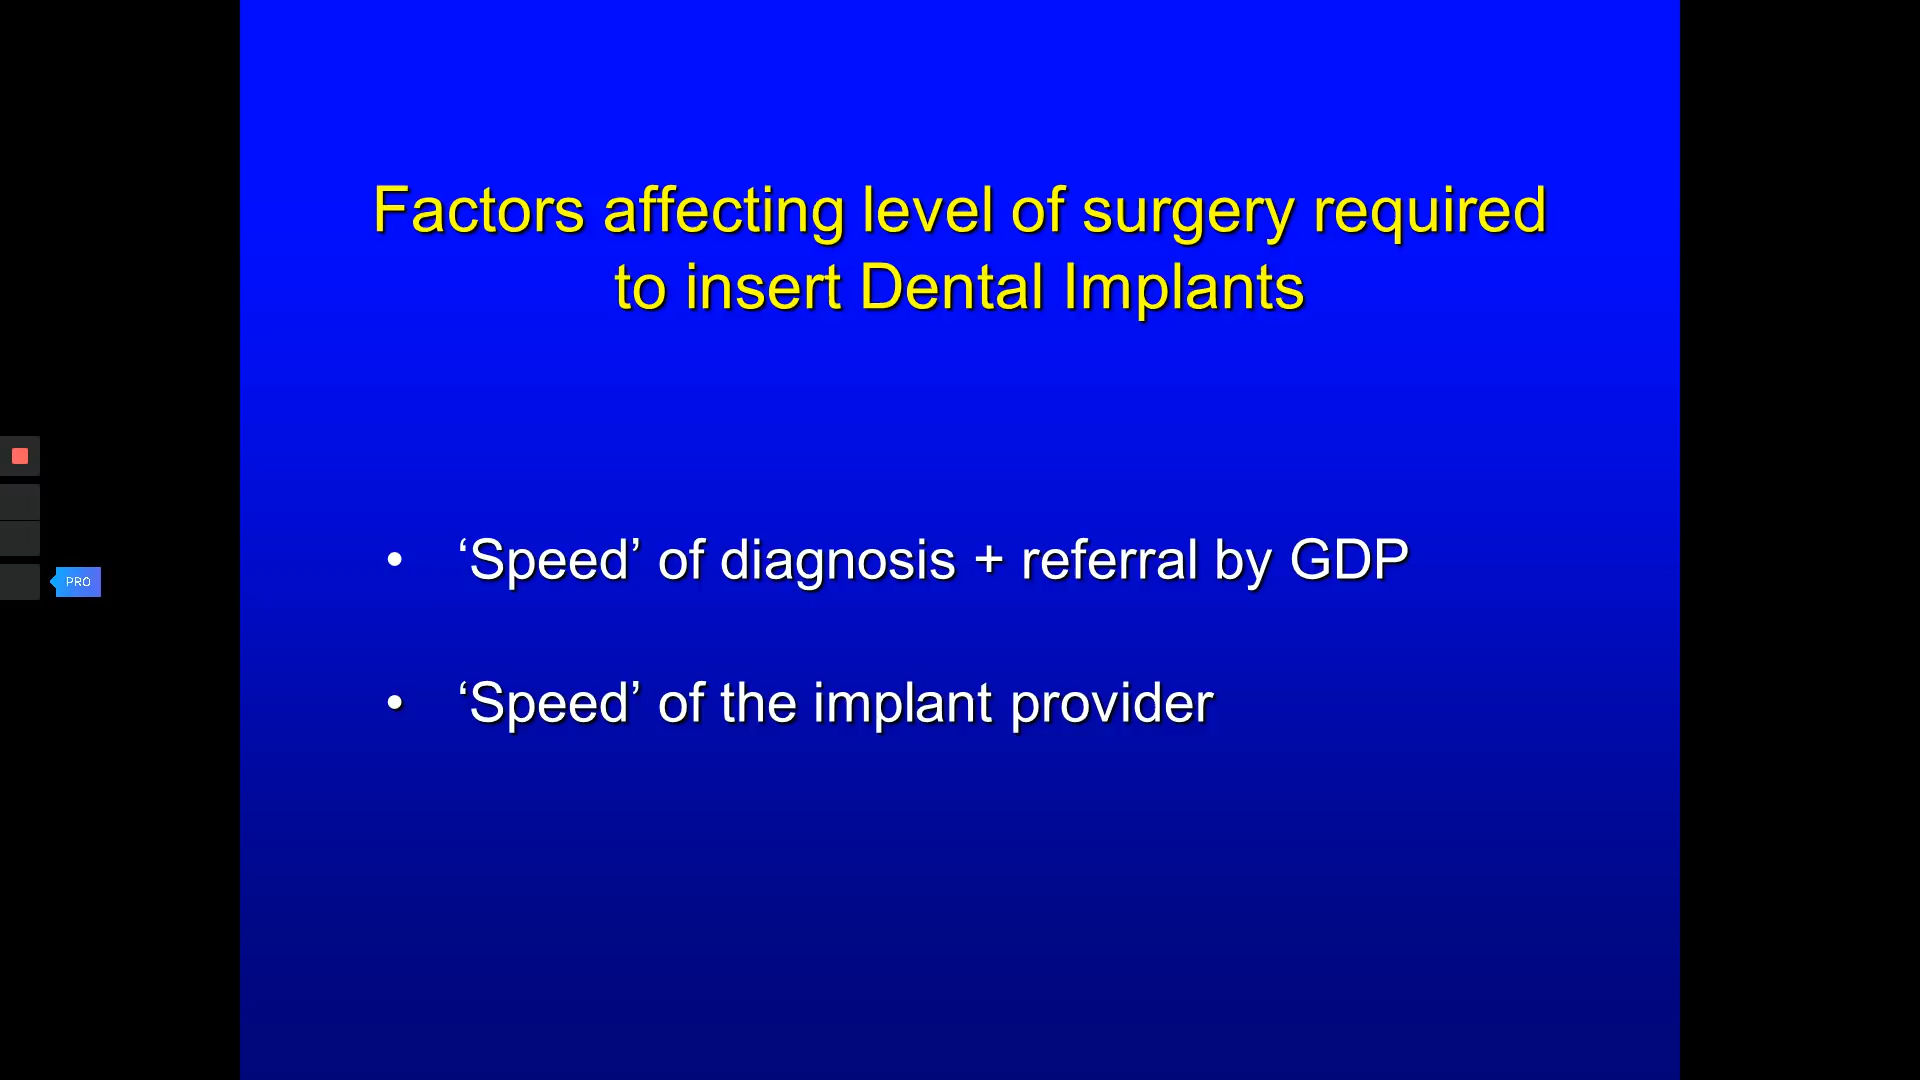 Factors affecting level of surgery required
to insert Dental Implants
• ‘Speed’ of diagnosis + referral by GDP
PRO
• ‘Speed’ of the implant provider